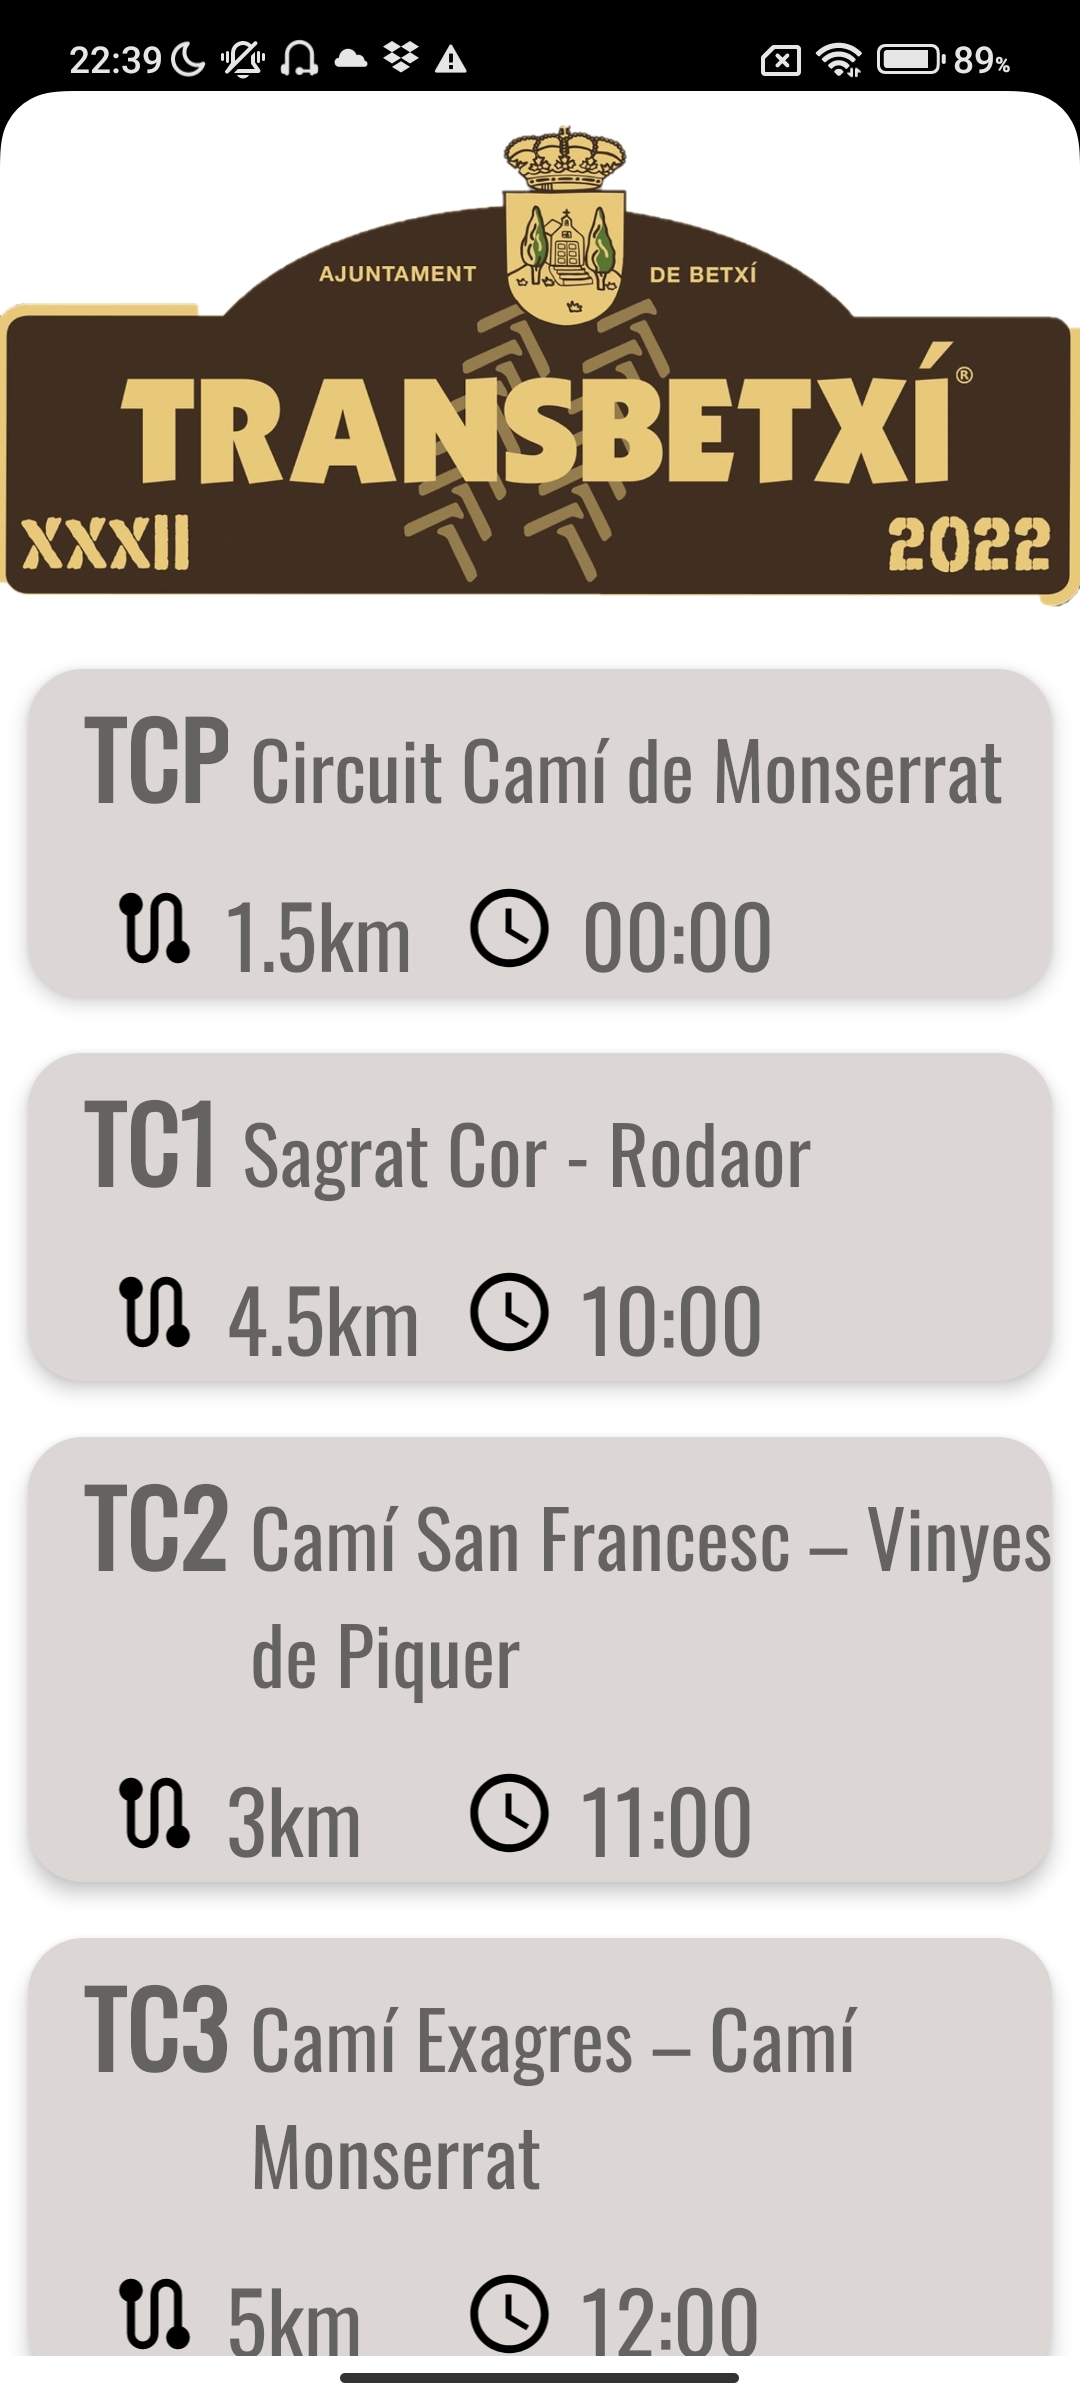 22:39
89%
AJUNTAMENT DE BETXÍ
TRANSBETXÍ®
XXXII 2022
TCP Circuit Camí de Monserrat
1.5km 00:00
TC1 Sagrat Cor - Rodaor
4.5km 10:00
TC2 Camí San Francesc – Vinyes
de Piquer
3km 11:00
TC3 Camí Exagres – Camí
Monserrat
5km 12:00